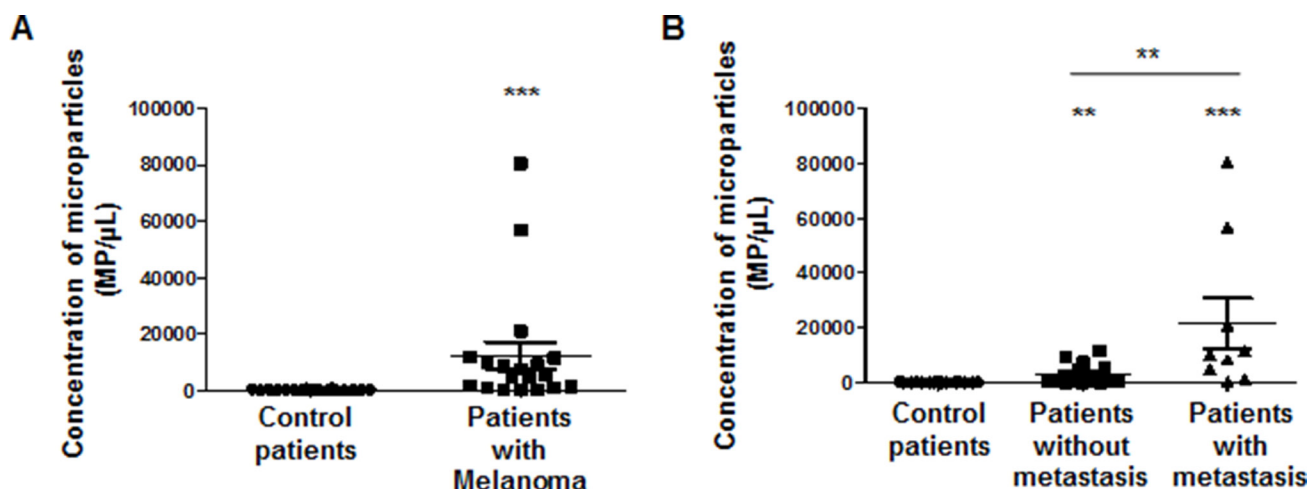 A
Concentration of microparticles
(MP/µL)
100000
80000
60000
40000
20000
0
***
Control
patients
Patients
with
Melanoma
B
Concentration of microparticles
(MP/µL)
100000
80000
60000
40000
20000
0
**
**
***
Control
patients
Patients
without
metastasis
Patients
with
metastasis